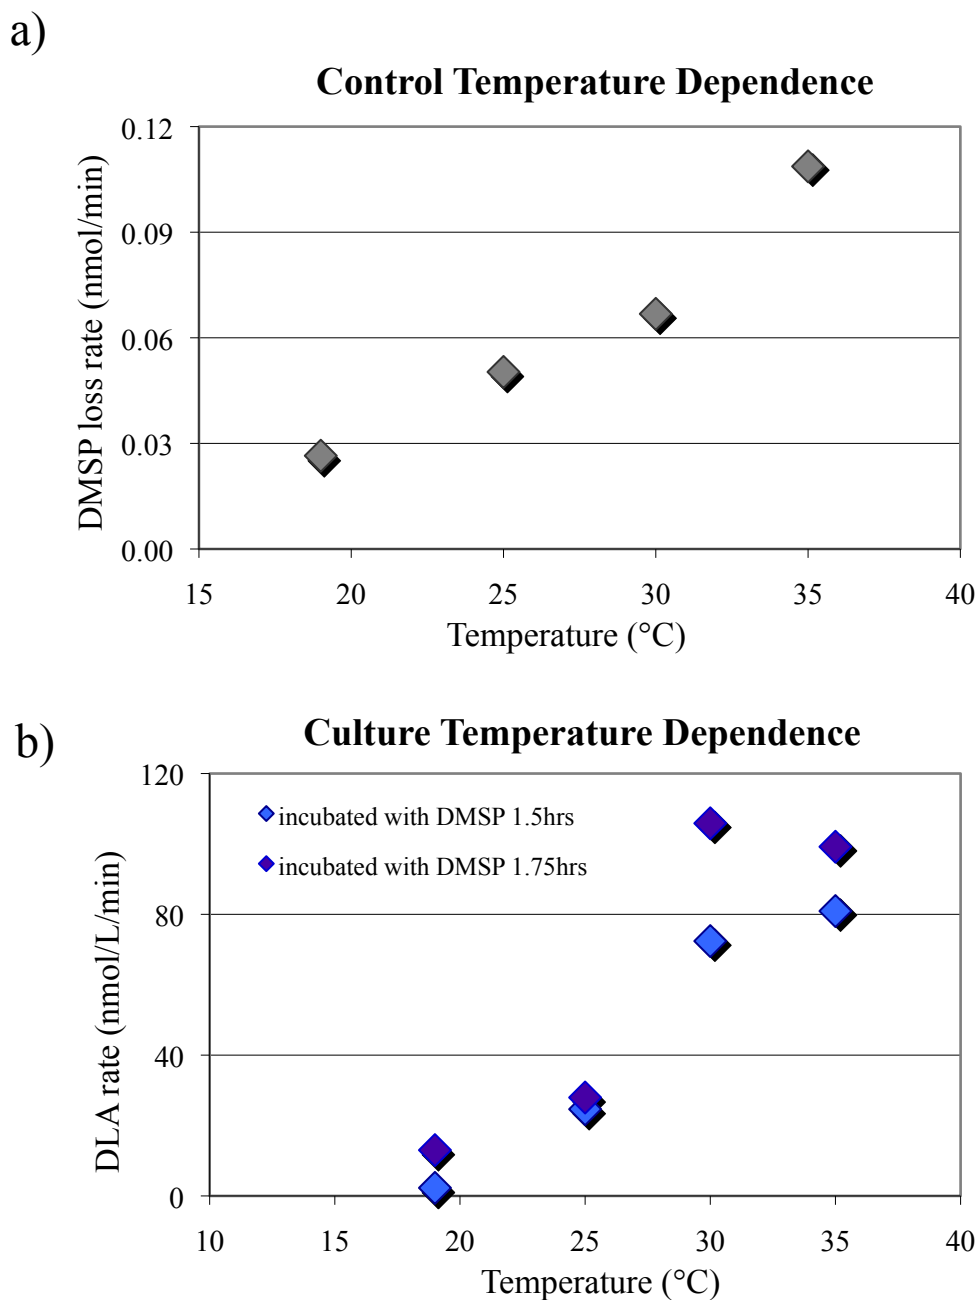 a)
Control Temperature Dependence
DMSP loss rate (nmol/min)
0.12
0.09
0.06
0.03
0.00
15 20 25 30 35 40
Temperature (°C)
b)
Culture Temperature Dependence
DLA rate (nmol/L/min)
120
80
40
0
incubated with DMSP 1.5hrs
incubated with DMSP 1.75hrs
10 15 20 25 30 35 40
Temperature (°C)